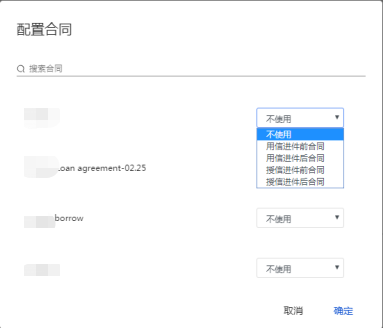 配置合同
搜索合同
不使用
不使用
用信进件前合同
用信进件后合同
授信进件前合同
授信进件后合同
oan agreement-02.25
borrow
不使用
不使用
取消
确定